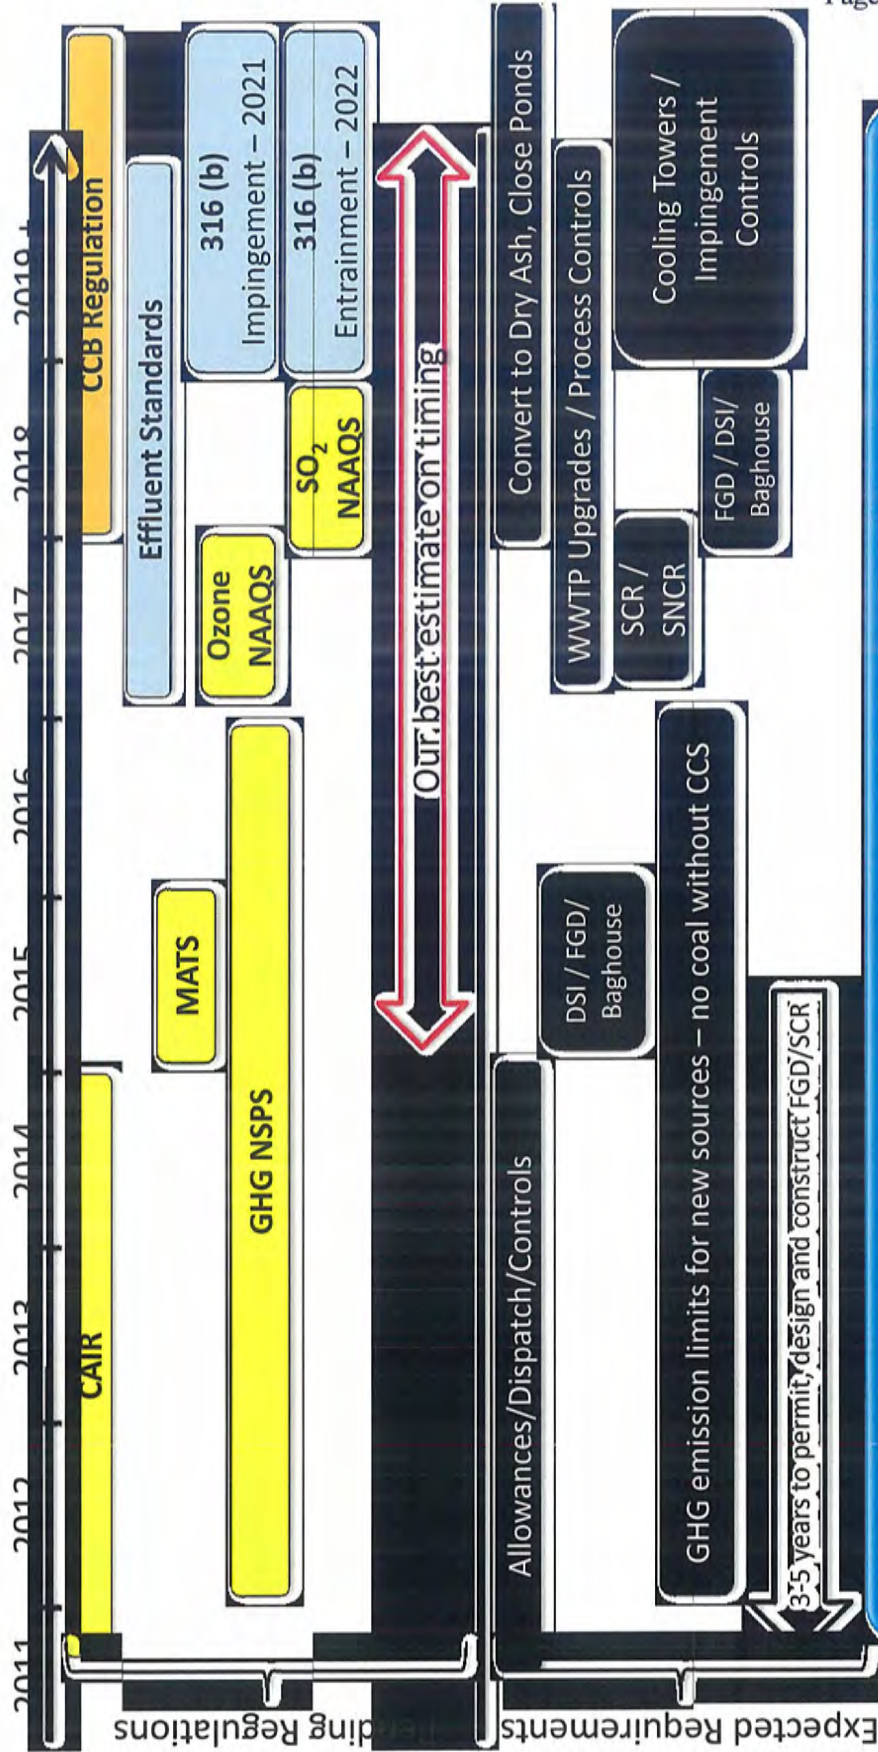 Page
2011 2012 2013 2014 2015 2016 2017 2018 2019 +
Pending Regulations
CAIR
CCB Regulation
Effluent Standards
MATS
Ozone
NAAQS
316 (b)
Impingement – 2021
GHG NSPS
SO₂
NAAQS
316 (b)
Entrainment – 2022
Our best estimate on timing
Expected Requirements
Allowances/Dispatch/Controls
Convert to Dry Ash, Close Ponds
DSI / FGD/
Baghouse
WWTP Upgrades / Process Controls
SCR /
SNCR
Cooling Towers /
Impingement
Controls
GHG emission limits for new sources – no coal without CCS
FGD / DSI/
Baghouse
3-5 years to permit, design and construct FGD/SCR